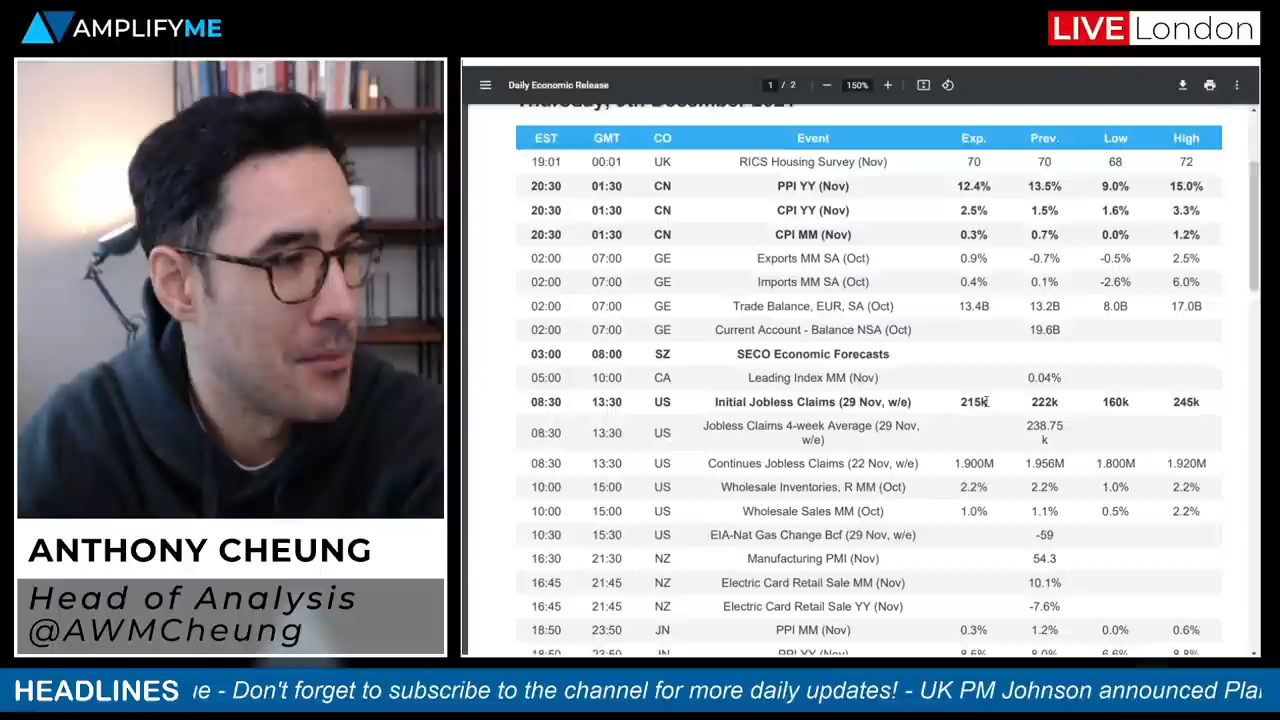 AMPLIFYME
LIVE London
Daily Economic Release
1 / 2
150%
EST GMT CO Event Exp. Prev. Low High
19:01 00:01 UK RICS Housing Survey (Nov) 70 70 68 72
20:30 01:30 CN PPI YY (Nov) 12.4% 13.5% 9.0% 15.0%
20:30 01:30 CN CPI YY (Nov) 2.5% 1.5% 1.6% 3.3%
20:30 01:30 CN CPI MM (Nov) 0.3% 0.7% 0.0% 1.2%
02:00 07:00 GE Exports MM SA (Oct) 0.9% -0.7% -0.5% 2.5%
02:00 07:00 GE Imports MM SA (Oct) 0.4% 0.1% -2.6% 6.0%
02:00 07:00 GE Trade Balance, EUR, SA (Oct) 13.4B 13.2B 8.0B 17.0B
02:00 07:00 GE Current Account - Balance NSA (Oct) 19.6B
03:00 08:00 SZ SECO Economic Forecasts
05:00 10:00 CA Leading Index MM (Nov) 0.04%
08:30 13:30 US Initial Jobless Claims (29 Nov, w/e) 215k 222k 160k 245k
08:30 13:30 US Jobless Claims 4-week Average (29 Nov, w/e) 238.75 k
08:30 13:30 US Continues Jobless Claims (22 Nov, w/e) 1.900M 1.956M 1.800M 1.920M
10:00 15:00 US Wholesale Inventories, R MM (Oct) 2.2% 2.2% 1.0% 2.2%
10:00 15:00 US Wholesale Sales MM (Oct) 1.0% 1.1% 0.5% 2.2%
10:30 15:30 US EIA-Nat Gas Change Bcf (29 Nov, w/e) -59
16:30 21:30 NZ Manufacturing PMI (Nov) 54.3
16:45 21:45 NZ Electric Card Retail Sale MM (Nov) 10.1%
16:45 21:45 NZ Electric Card Retail Sale YY (Nov) -7.6%
18:50 23:50 JN PPI MM (Nov) 0.3% 1.2% 0.0% 0.6%
ANTHONY CHEUNG
Head of Analysis
@AWMCheung
HEADLINES
- Don't forget to subscribe to the channel for more daily updates! - UK PM Johnson announced